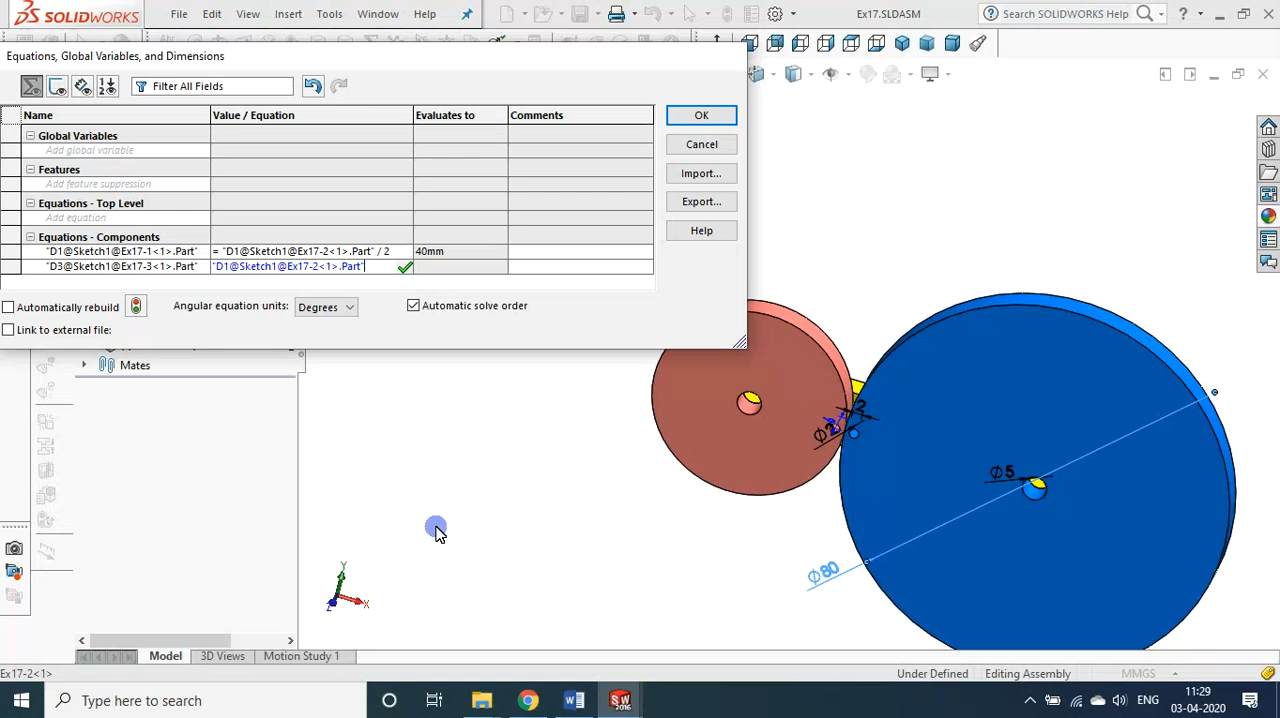 SOLIDWORKS File Edit View Insert Tools Window Help Ex17.SLDASM Search SOLIDWORKS Help ?
Equations, Global Variables, and Dimensions
Filter All Fields
Name Value / Equation Evaluates to Comments
Global Variables
Add global variable
Features
Add feature suppression
Equations - Top Level
Add equation
Equations - Components
"D1@Sketch1@Ex17-1<1>.Part" = "D1@Sketch1@Ex17-2<1>.Part" / 2 40mm
"D3@Sketch1@Ex17-3<1>.Part" "D1@Sketch1@Ex17-2<1>.Part"
OK
Cancel
Import...
Export...
Help
Automatically rebuild Angular equation units: Degrees Automatic solve order
Link to external file:
Mates
2
Ø5
Ø80
Y
X
Z
Model 3D Views Motion Study 1
Ex17-2<1> Under Defined Editing Assembly MMGS
Type here to search SW 2016 ENG 11:29
03-04-2020